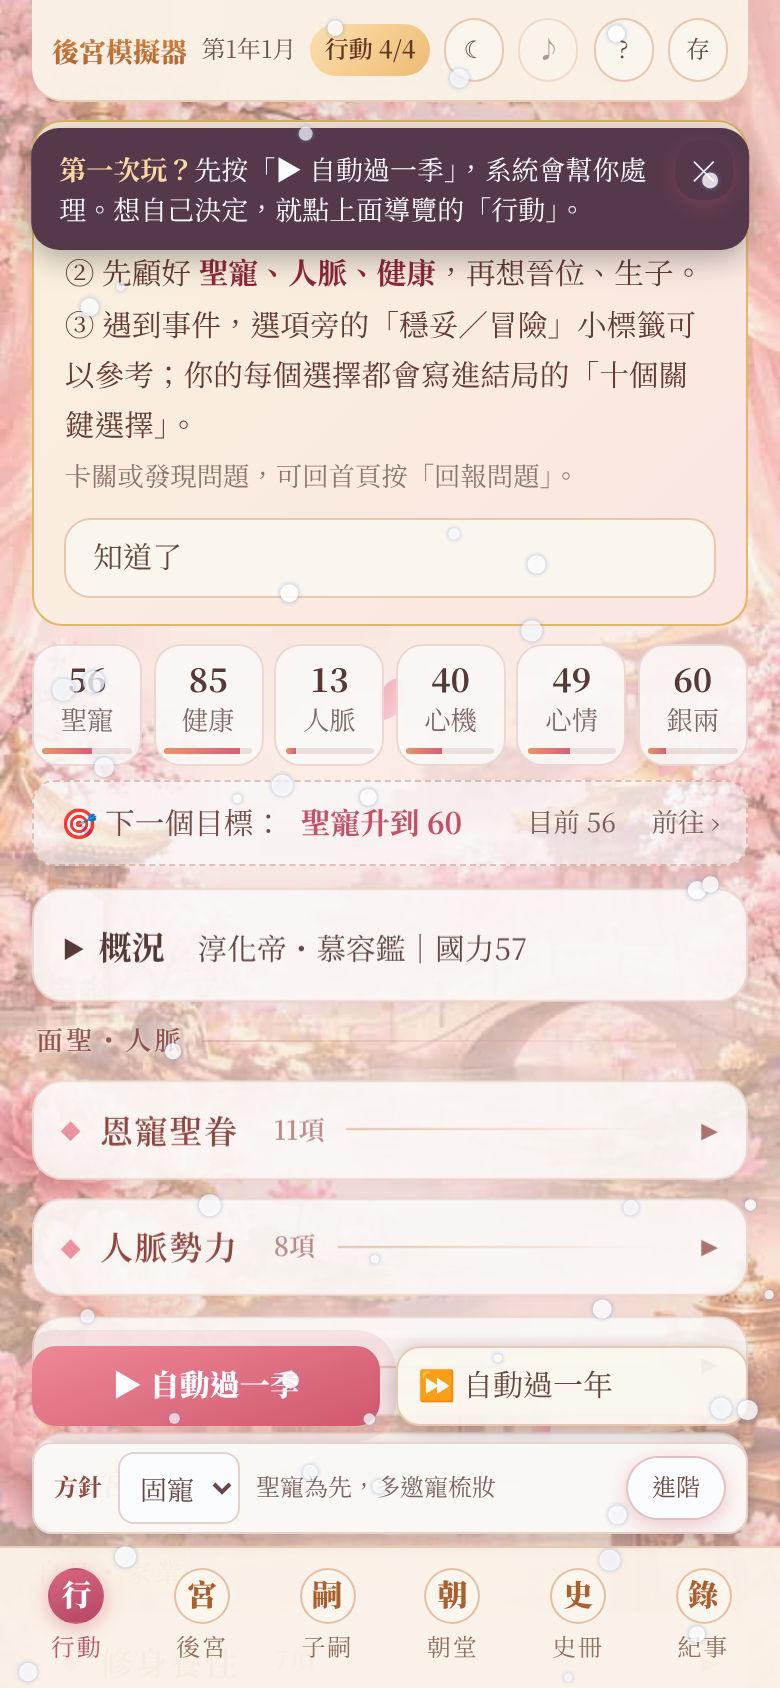 後宮模擬器 第1年1月 行動 4/4 ☾ ♪ ? 存
第一次玩？先按「▶ 自動過一季」，系統會幫你處
理。想自己決定，就點上面導覽的「行動」。
② 先顧好 聖寵、人脈、健康，再想晉位、生子。
③ 遇到事件，選項旁的「穩妥／冒險」小標籤可
以參考；你的每個選擇都會寫進結局的「十個關
鍵選擇」。
卡關或發現問題，可回首頁按「回報問題」。
知道了
56 85 13 40 49 60
聖寵 健康 人脈 心機 心情 銀兩
🎯 下一個目標： 聖寵升到 60 目前 56 前往 ›
▶ 概況 淳化帝・慕容鑑｜國力57
面聖・人脈
◆ 恩寵聖眷 11項 ▶
◆ 人脈勢力 8項 ▶
▶ 自動過一季 ⏩ 自動過一年
方針 固寵 聖寵為先，多邀寵梳妝 進階
行 宮 嗣 朝 史 錄
行動 後宮 子嗣 朝堂 史冊 紀事
修身養性